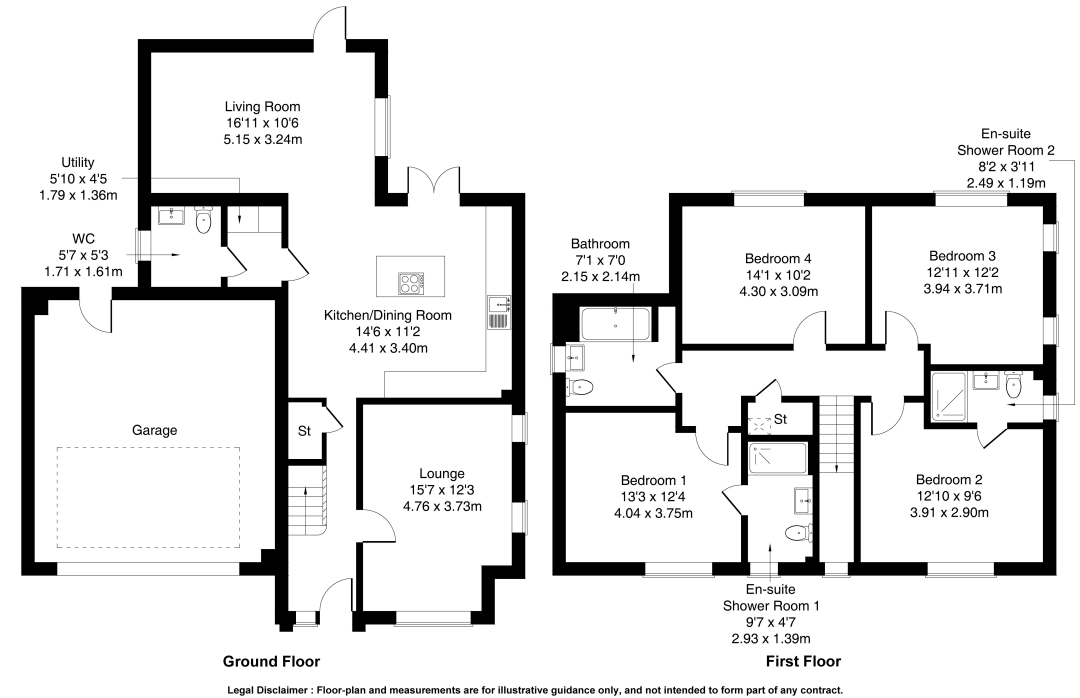 Living Room
16'11 x 10'6
5.15 x 3.24m
Utility
5'10 x 4'5
1.79 x 1.36m
WC
5'7 x 5'3
1.71 x 1.61m
Kitchen/Dining Room
14'6 x 11'2
4.41 x 3.40m
Garage
St
Lounge
15'7 x 12'3
4.76 x 3.73m
Ground Floor
En-suite
Shower Room 2
8'2 x 3'11
2.49 x 1.19m
Bathroom
7'1 x 7'0
2.15 x 2.14m
Bedroom 4
14'1 x 10'2
4.30 x 3.09m
Bedroom 3
12'11 x 12'2
3.94 x 3.71m
St
Bedroom 1
13'3 x 12'4
4.04 x 3.75m
Bedroom 2
12'10 x 9'6
3.91 x 2.90m
En-suite
Shower Room 1
9'7 x 4'7
2.93 x 1.39m
First Floor
Legal Disclaimer : Floor-plan and measurements are for illustrative guidance only, and not intended to form part of any contract.